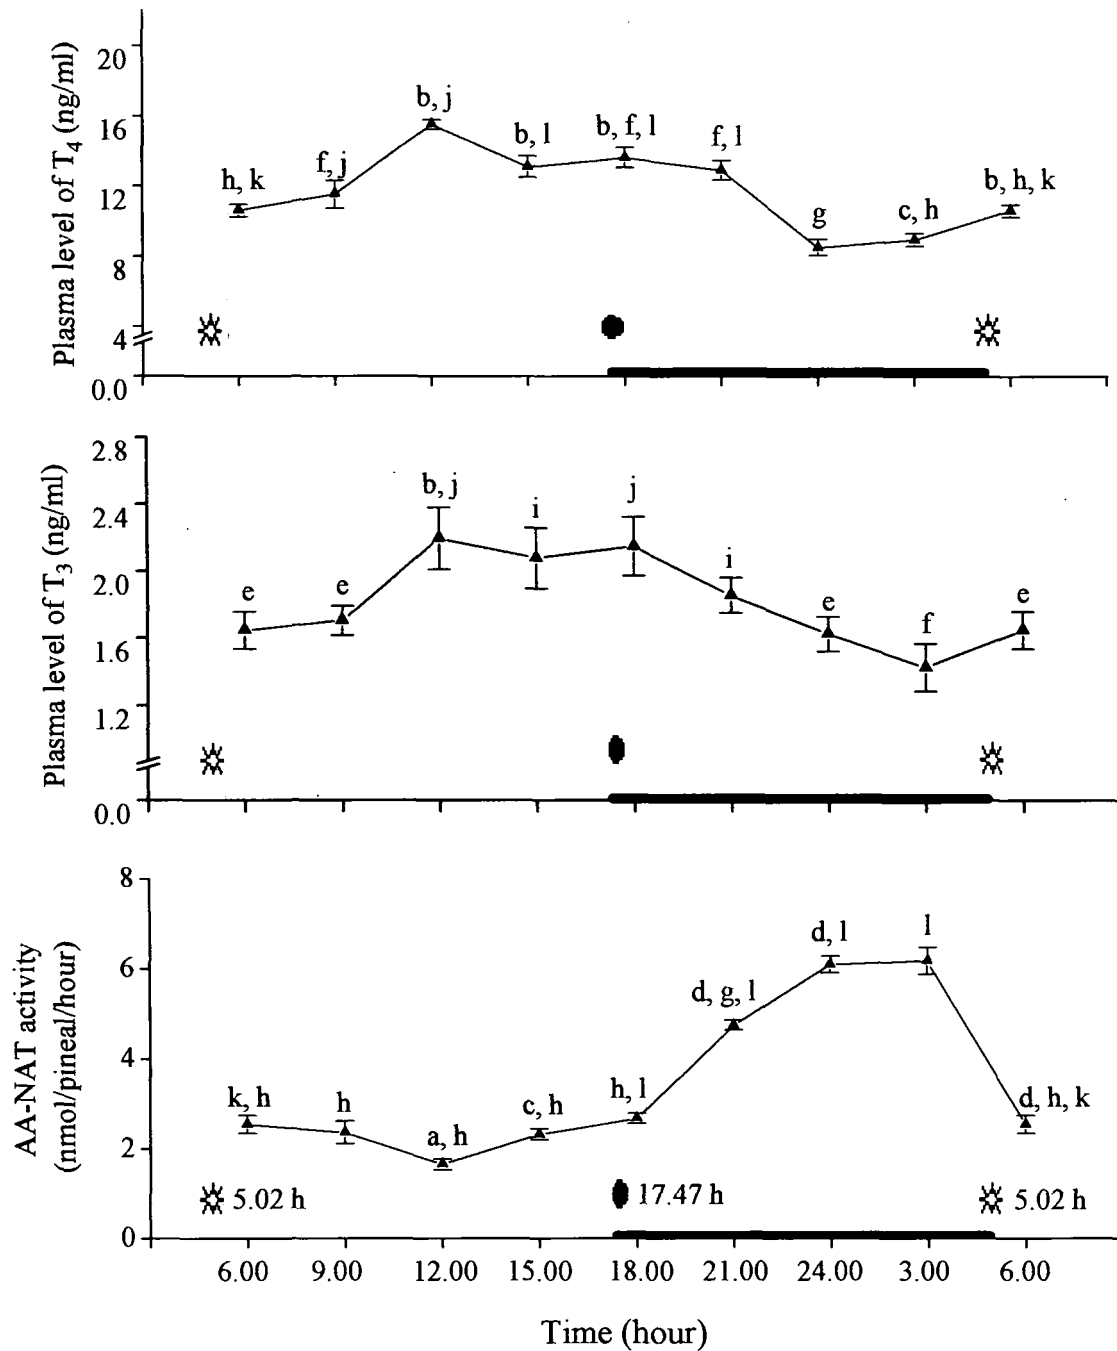 Plasma level of T4 (ng/ml)
20
16
12
8
4
0.0
h, k
f, j
b, j
b, l
b, f, l
f, l
g
c, h
b, h, k
Plasma level of T3 (ng/ml)
2.8
2.4
2.0
1.6
1.2
0.0
e
e
b, j
i
j
i
e
f
e
AA-NAT activity
(nmol/pineal/hour)
8
6
4
2
0
k, h
h
a, h
c, h
h, l
d, g, l
d, l
l
d, h, k
5.02 h
17.47 h
5.02 h
6.00 9.00 12.00 15.00 18.00 21.00 24.00 3.00 6.00
Time (hour)